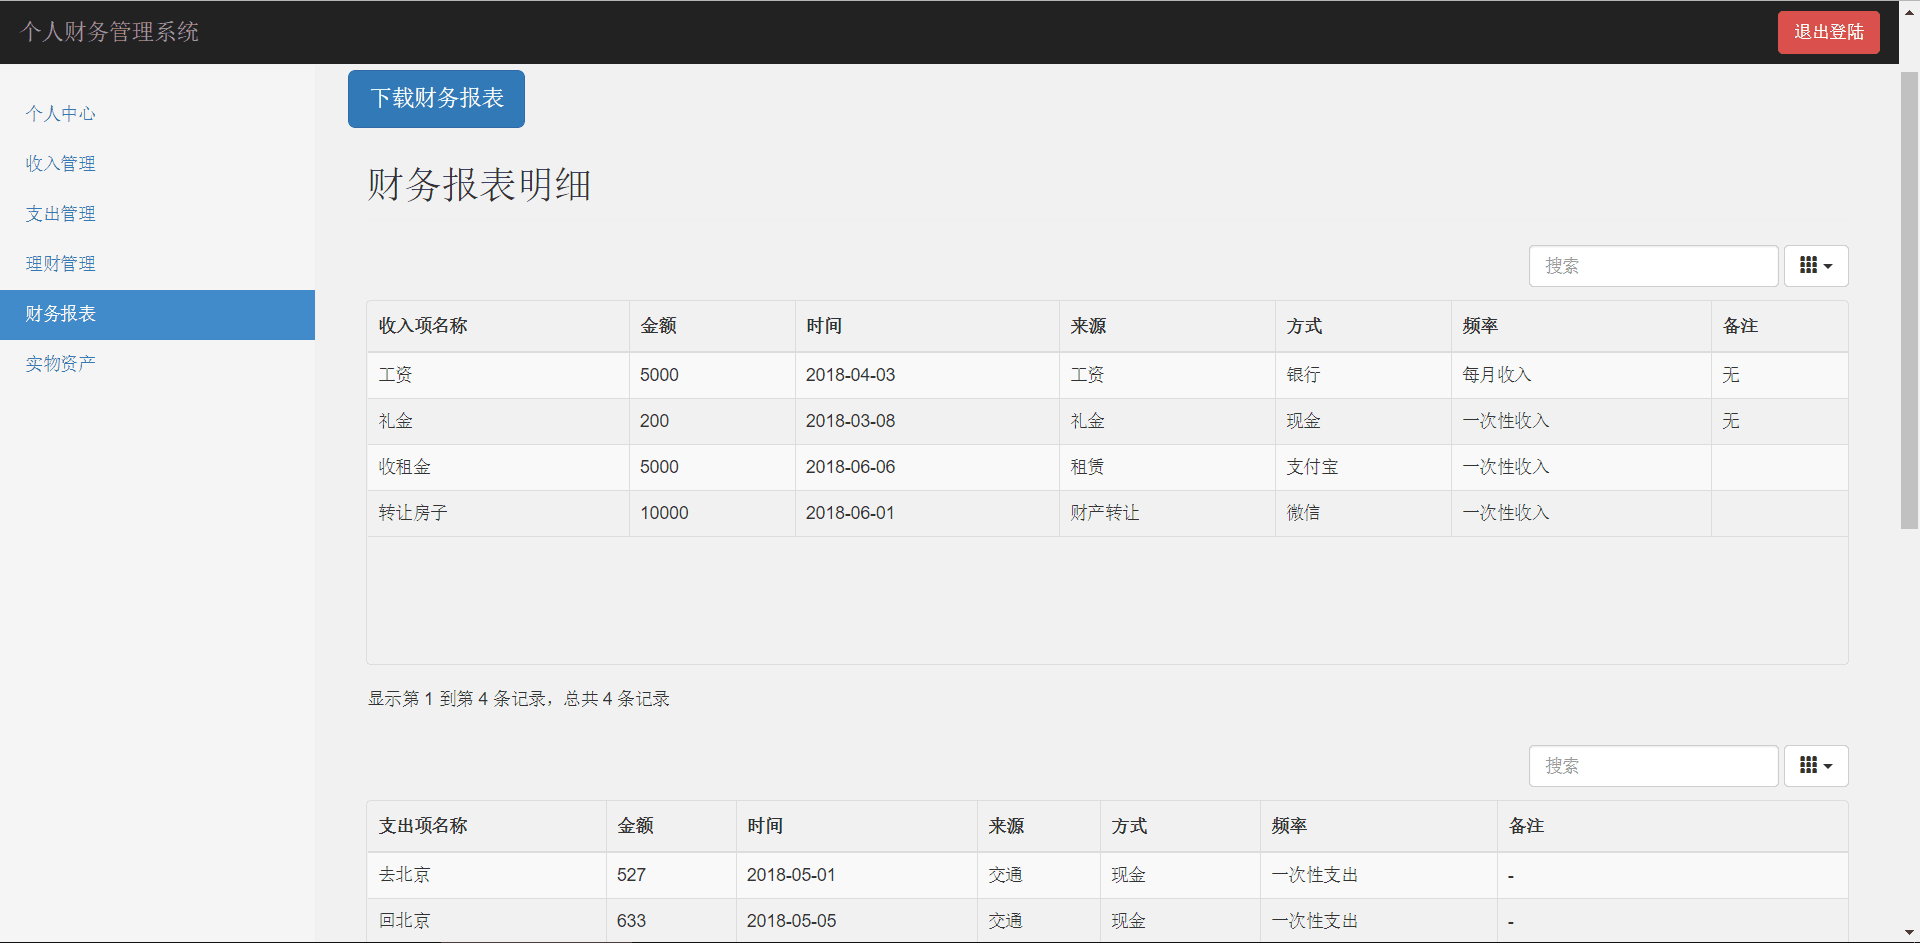 个人财务管理系统 退出登陆
下载财务报表
个人中心
收入管理
支出管理
理财管理
财务报表
实物资产
财务报表明细
搜索
收入项名称 金额 时间 来源 方式 频率 备注
工资 5000 2018-04-03 工资 银行 每月收入 无
礼金 200 2018-03-08 礼金 现金 一次性收入 无
收租金 5000 2018-06-06 租赁 支付宝 一次性收入
转让房子 10000 2018-06-01 财产转让 微信 一次性收入
显示第 1 到第 4 条记录，总共 4 条记录
搜索
支出项名称 金额 时间 来源 方式 频率 备注
去北京 527 2018-05-01 交通 现金 一次性支出 -
回北京 633 2018-05-05 交通 现金 一次性支出 -